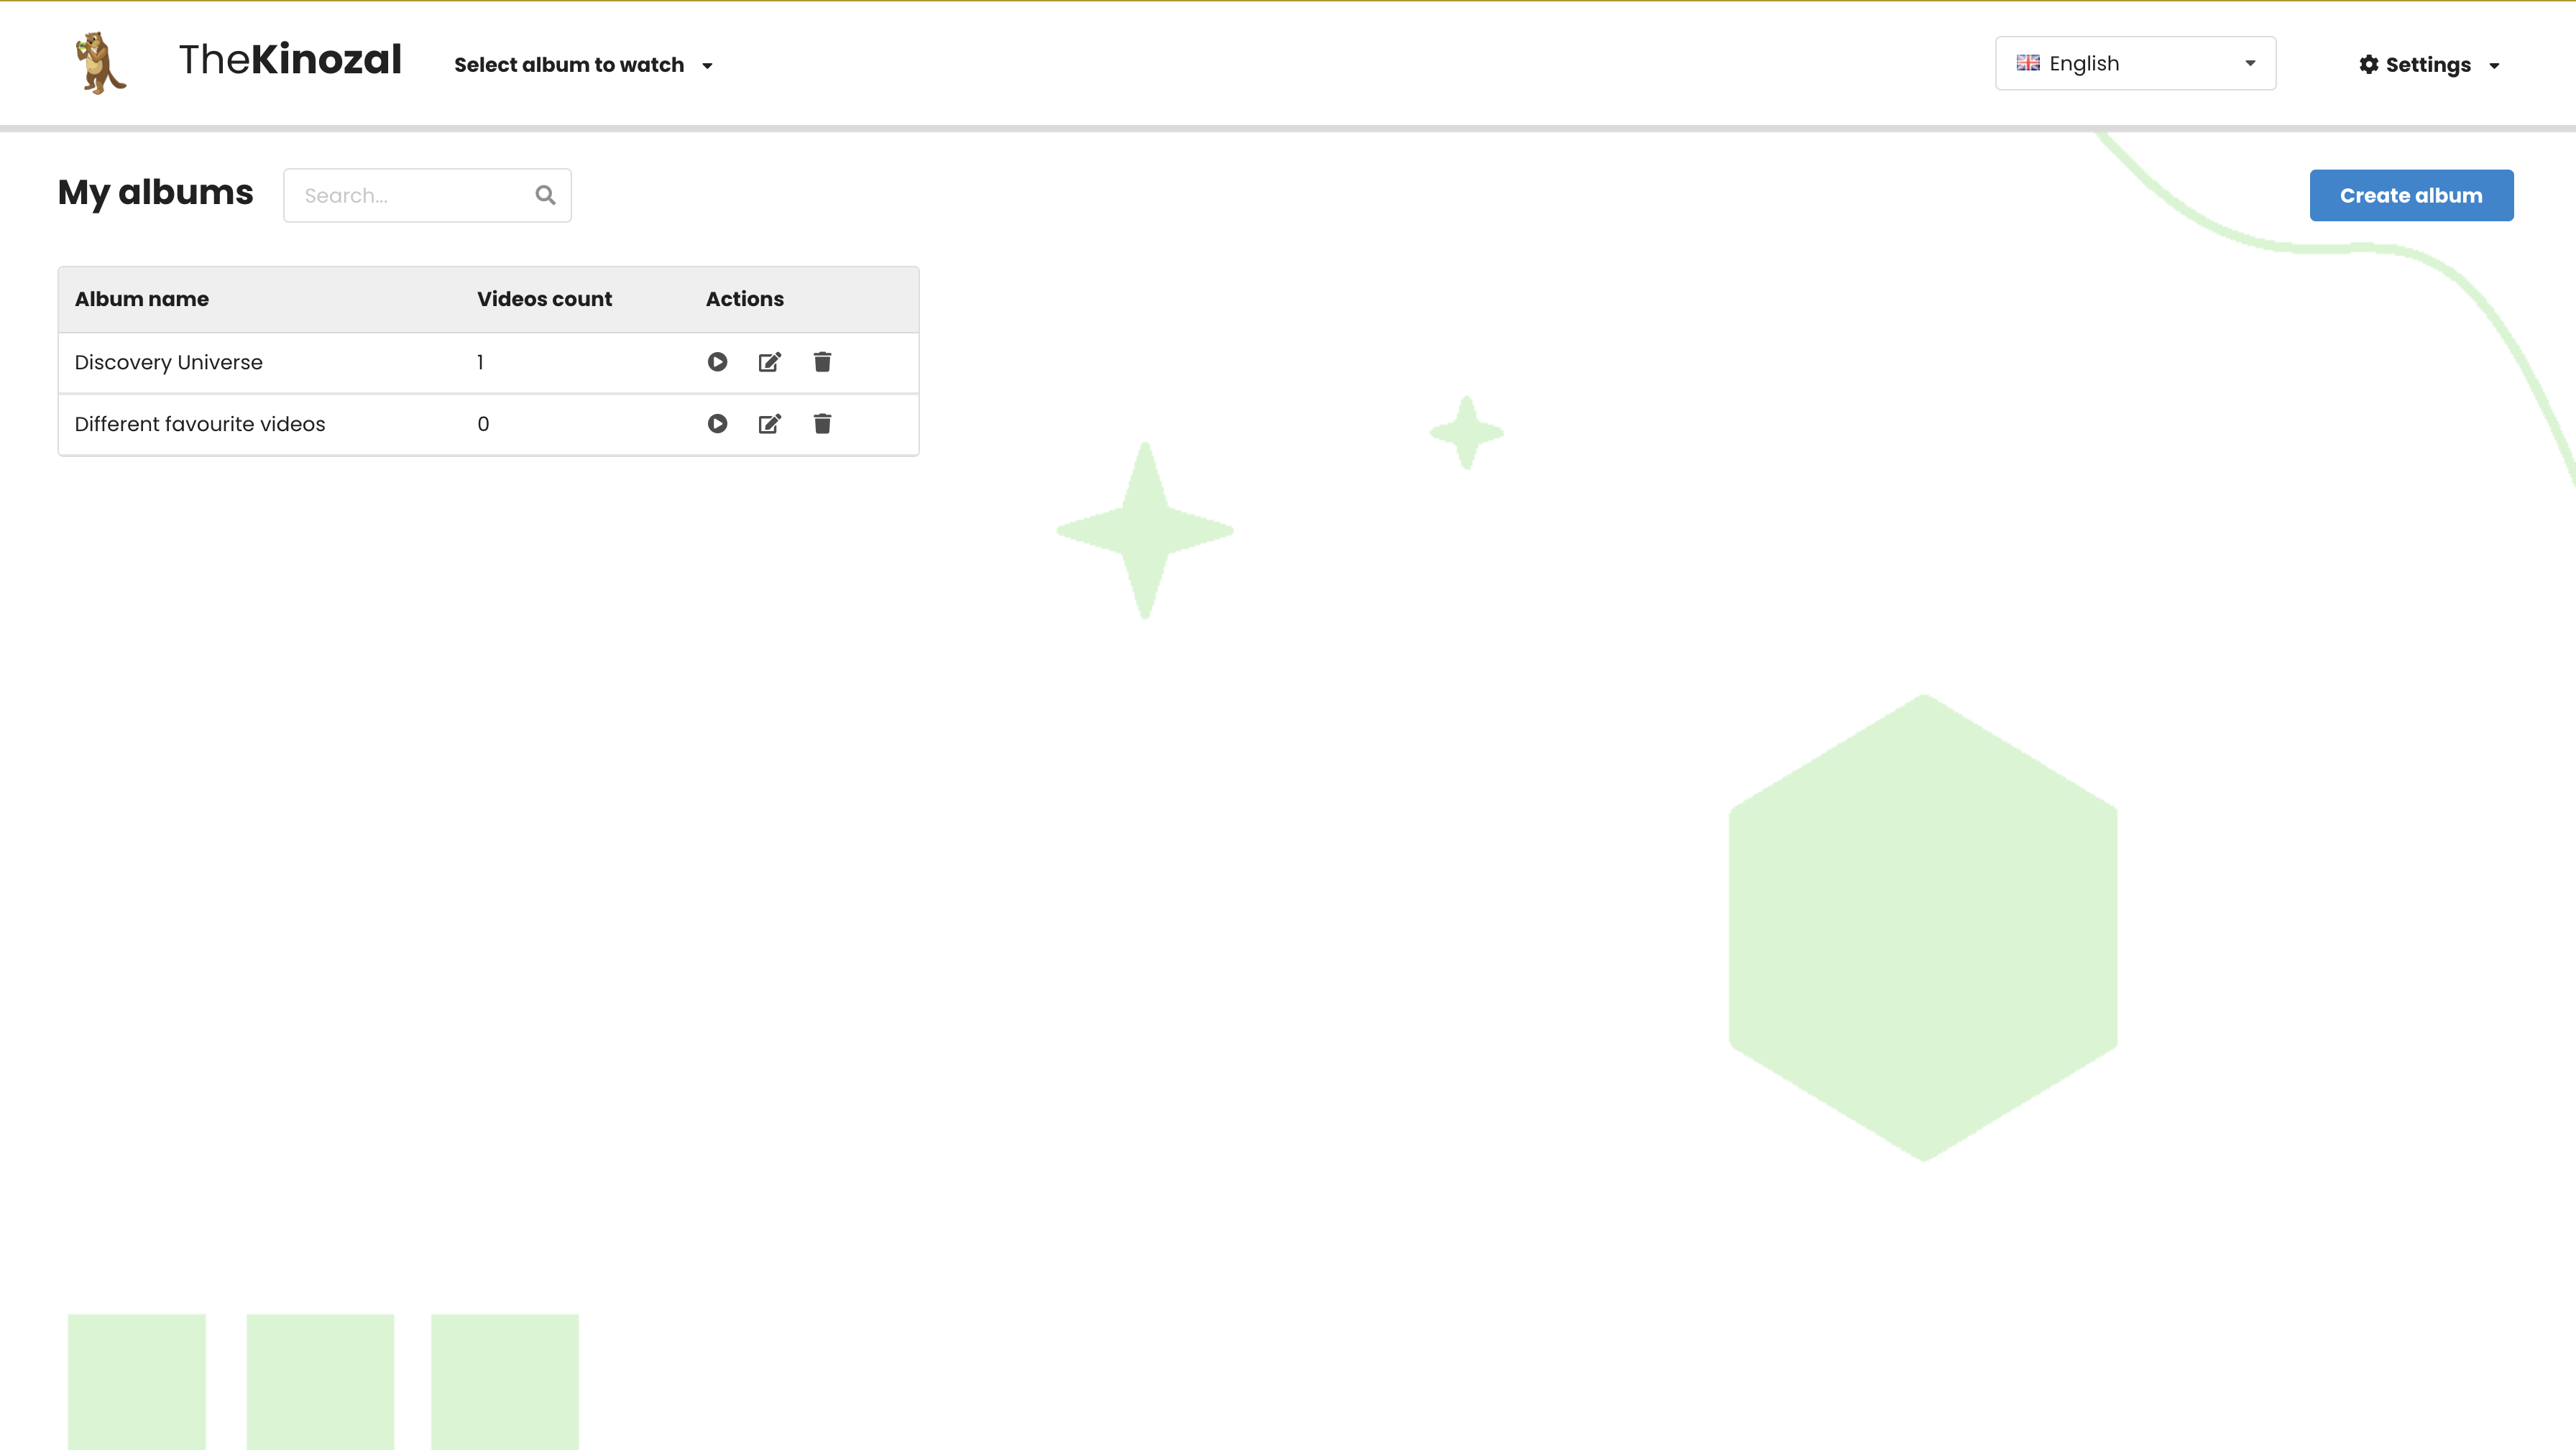 TheKinozal Select album to watch English Settings
My albums Search... Create album
Album name Videos count Actions
Discovery Universe 1
Different favourite videos 0